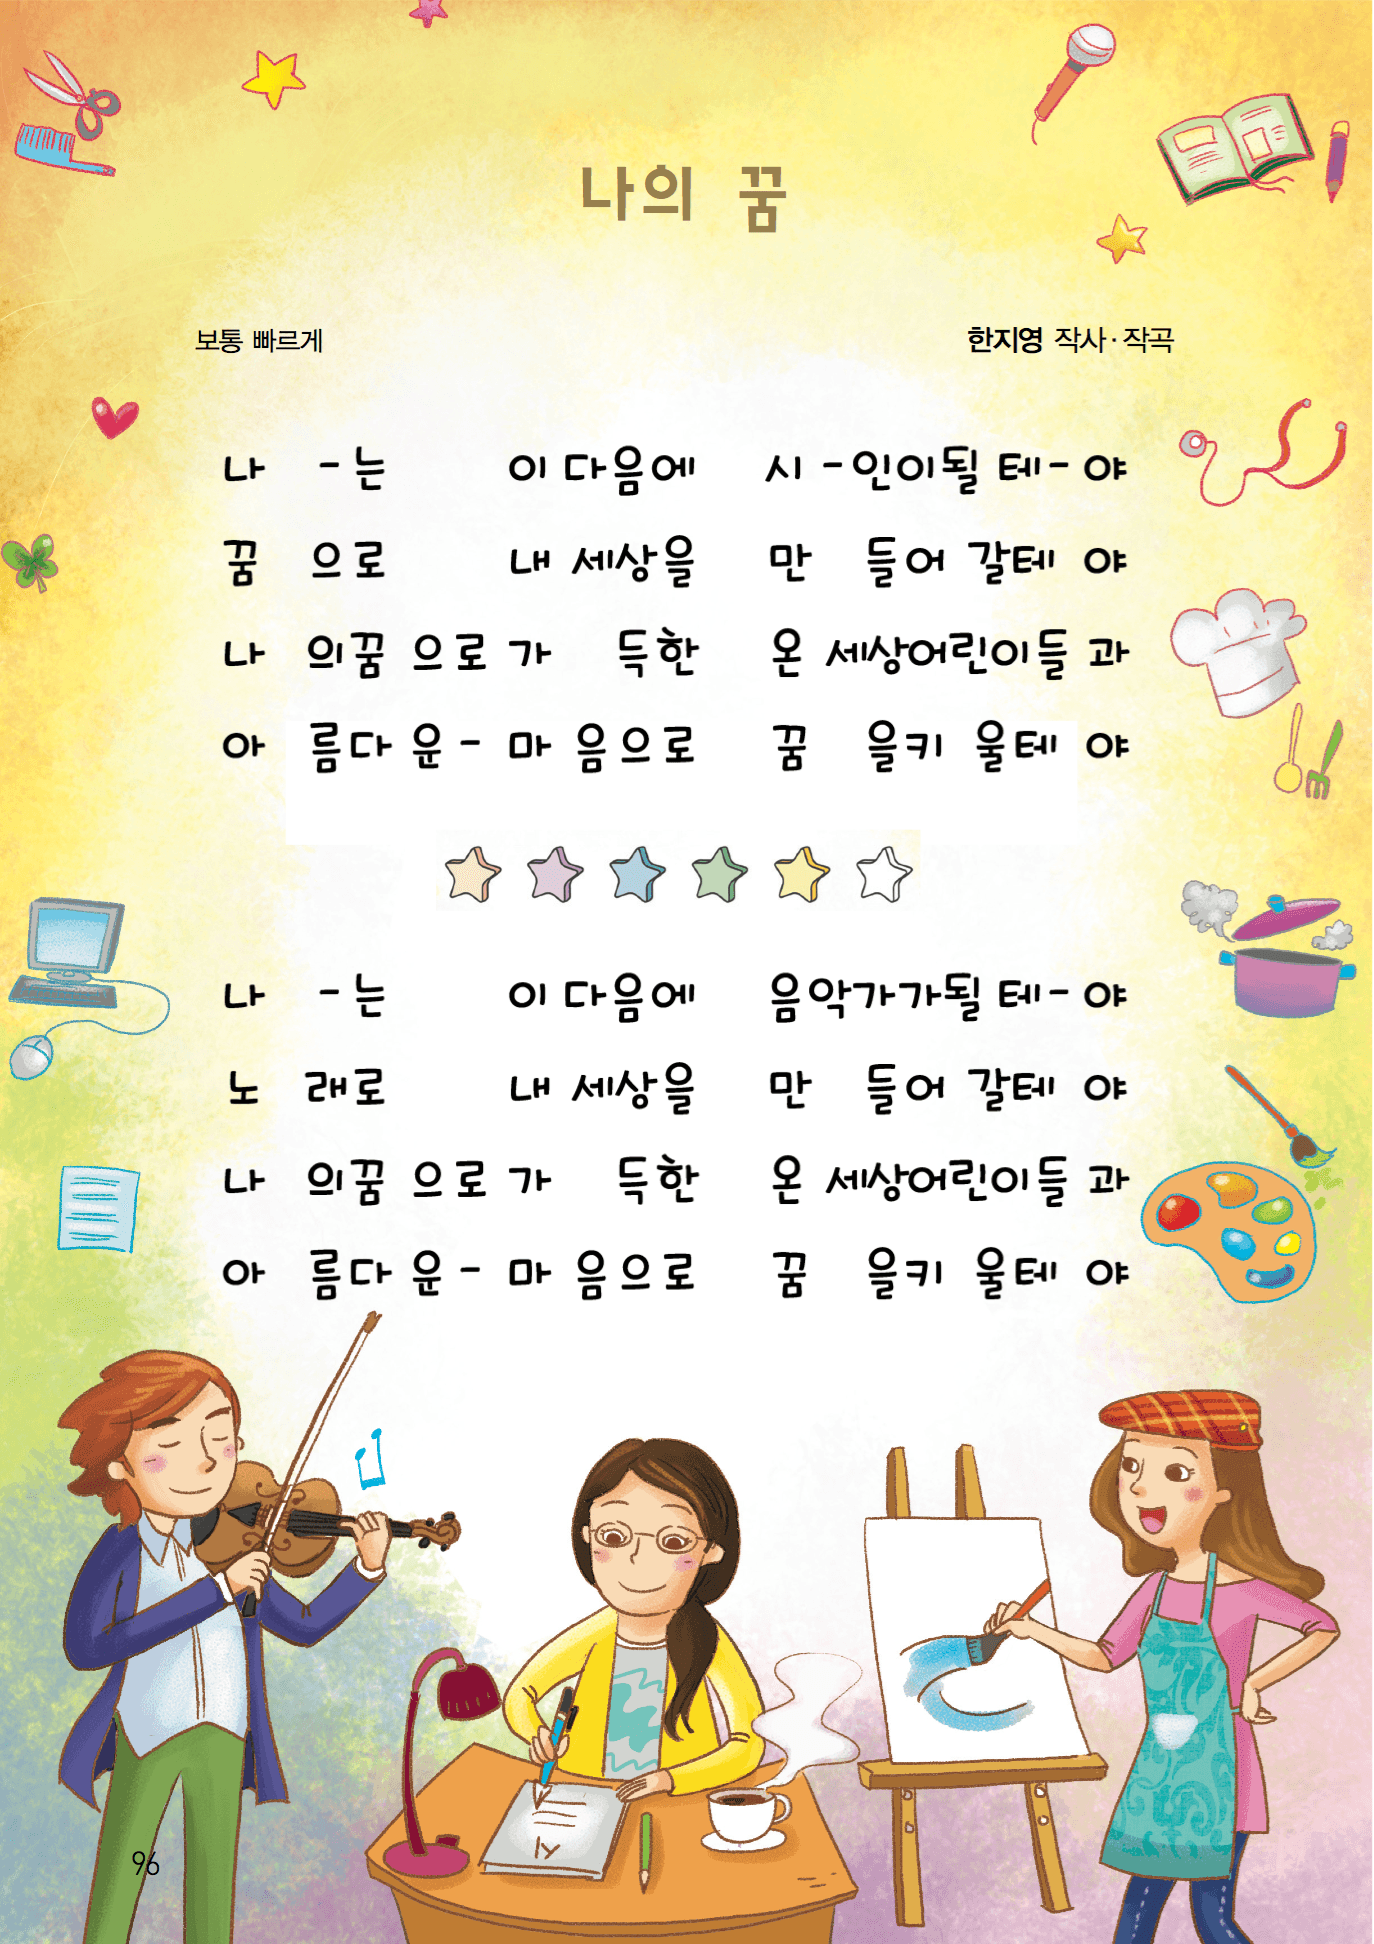 나의 꿈
보통 빠르게
한지영 작사·작곡
나 -는 이 다음에 시-인이될 테-야
꿈 으로 내 세상을 만 들어 갈테 야
나 의꿈 으로 가 득한 온 세상어린이들 과
아 름다 운- 마 음으로 꿈 을키 울테 야
나 -는 이 다음에 음악가가될 테-야
노 래로 내 세상을 만 들어 갈테 야
나 의꿈 으로 가 득한 온 세상어린이들 과
아 름다 운- 마 음으로 꿈 을키 울테 야
96